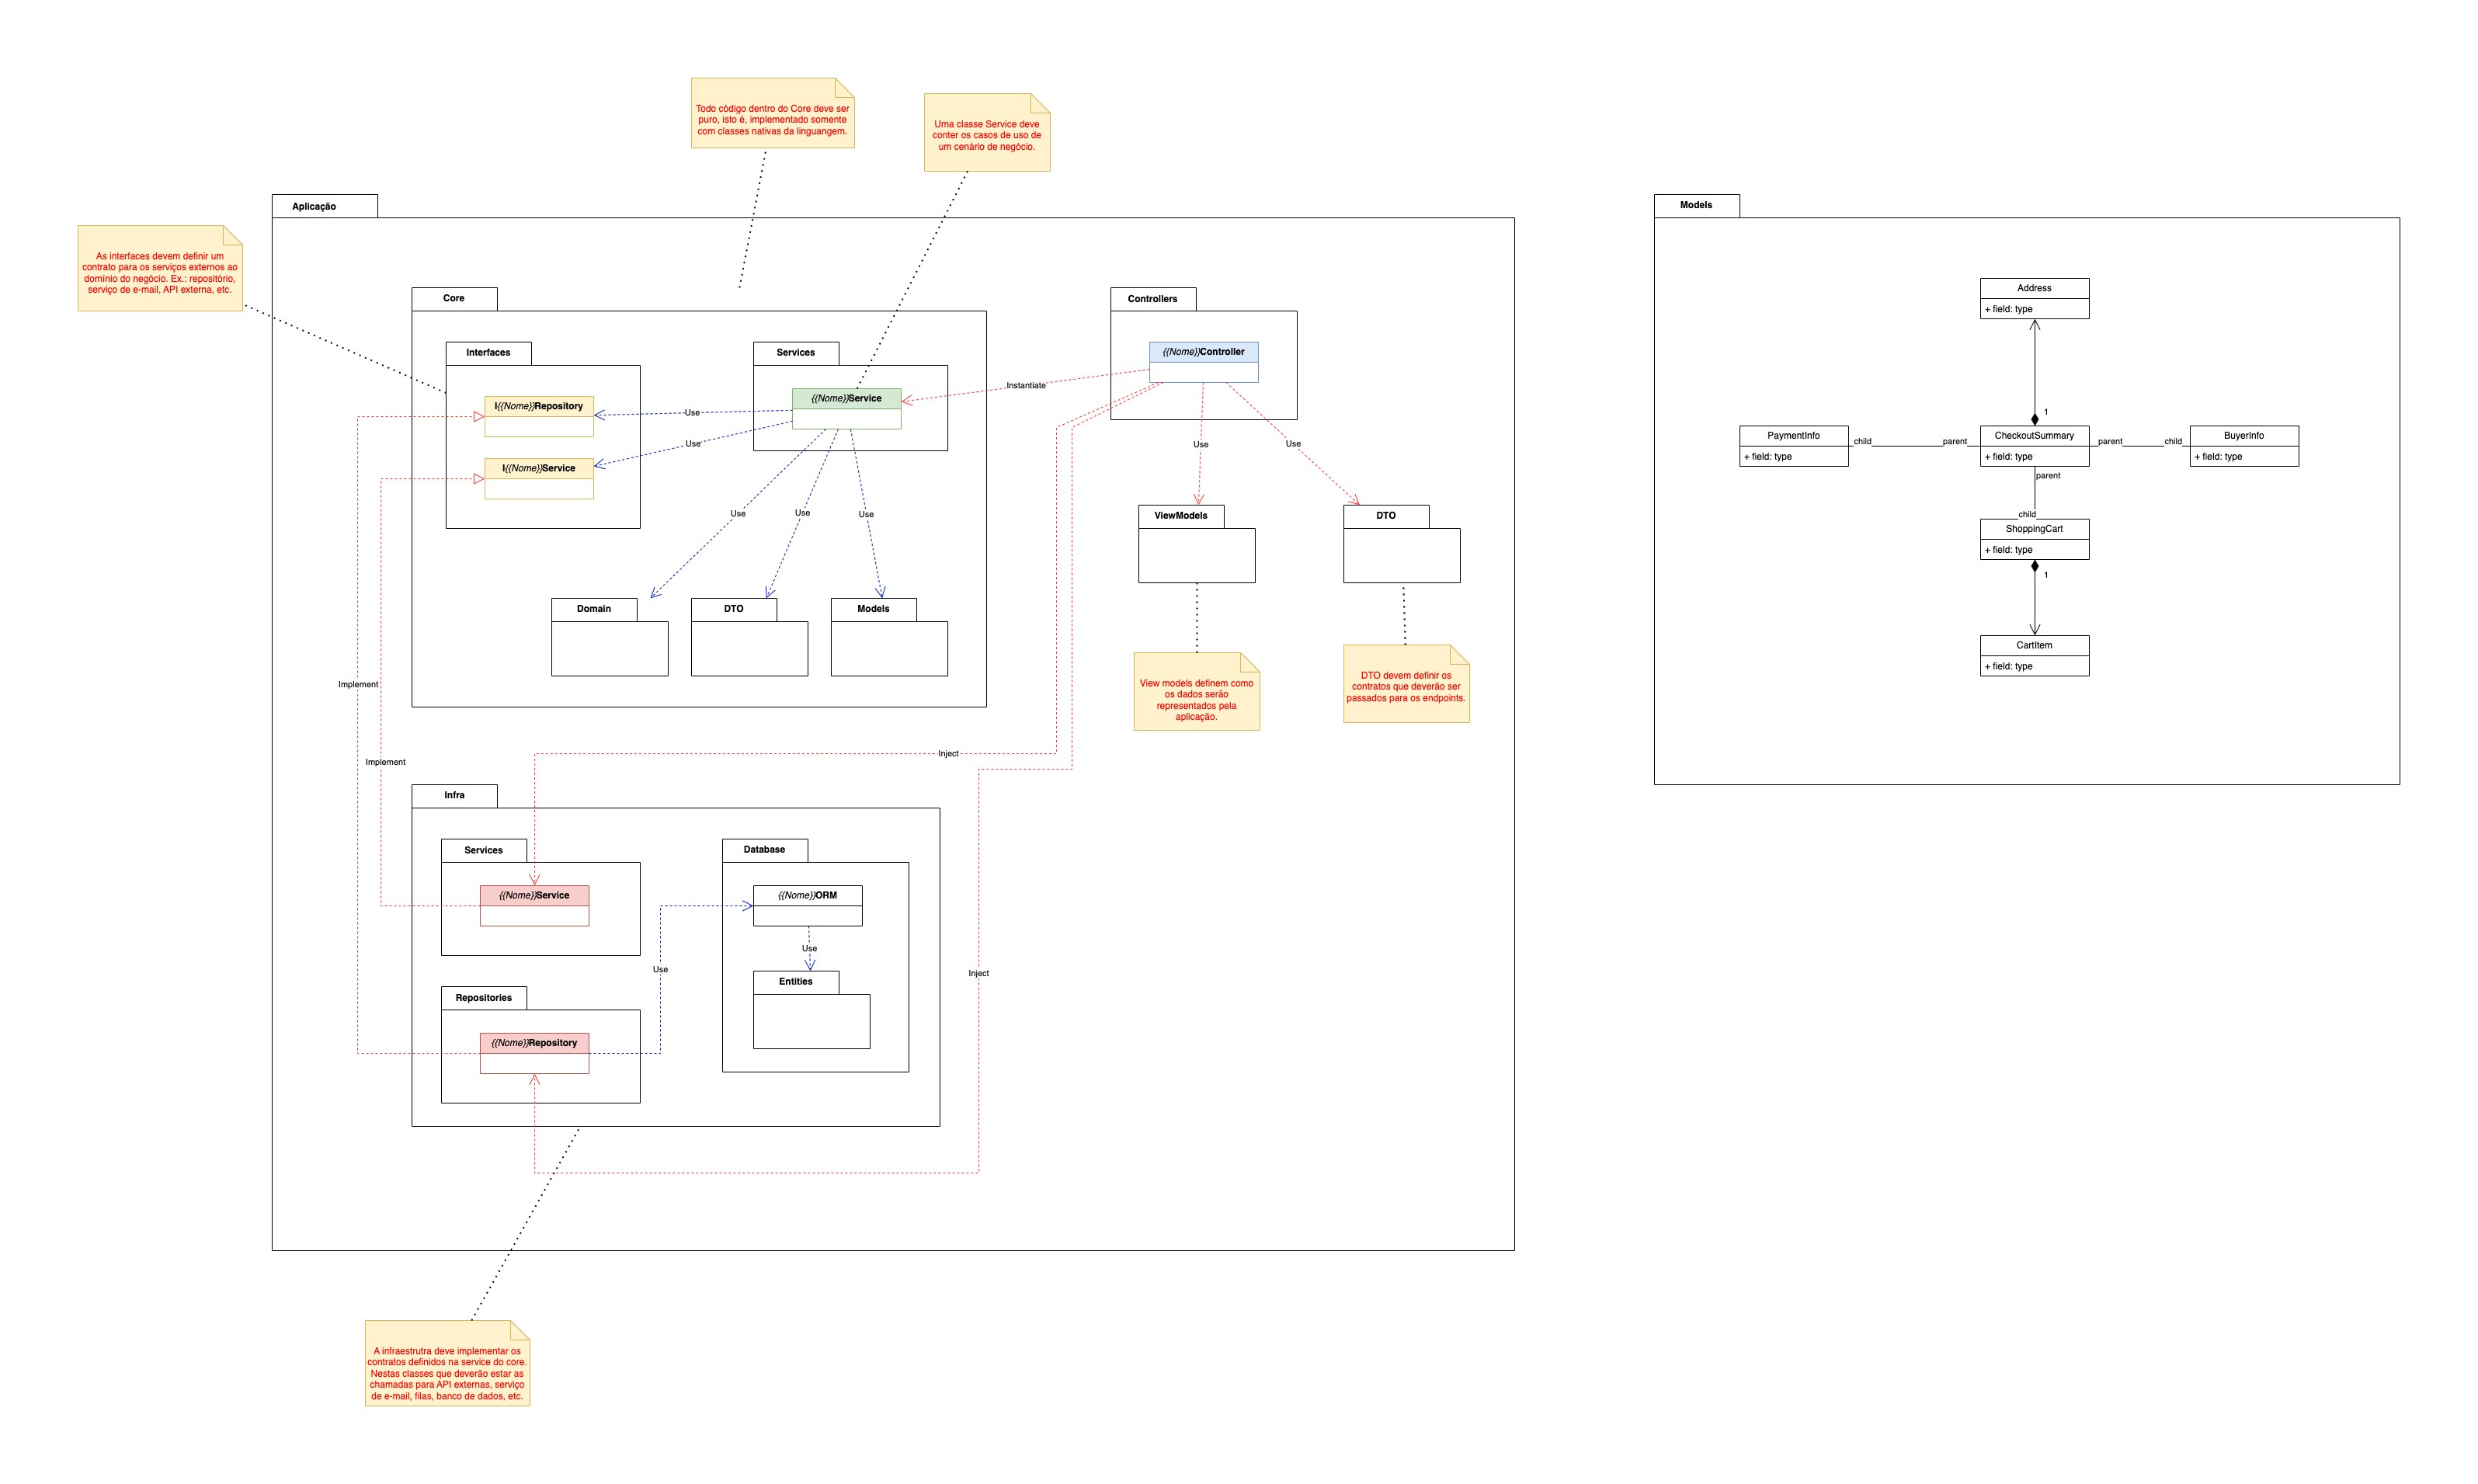 Todo código dentro do Core deve ser
puro, isto é, implementado somente
com classes nativas da linguangem.
Uma classe Service deve
conter os casos de uso de
um cenário de negócio.
Aplicação
Models
As interfaces devem definir um
contrato para os serviços externos ao
domínio do negócio. Ex.: repositório,
serviço de e-mail, API externa, etc.
Core
Controllers
Interfaces
Services
{{Nome}}Controller
Instantiate
I{{Nome}}Repository
{{Nome}}Service
Use
Use
I{{Nome}}Service
Use
Use
Use
Use
Use
ViewModels
DTO
Domain
DTO
Models
View models definem como
os dados serão
representados pela
aplicação.
DTO devem definir os
contratos que deverão ser
passados para os endpoints.
Implement
Implement
Inject
Infra
Services
Database
{{Nome}}Service
{{Nome}}ORM
Use
Use
Inject
Entities
Repositories
{{Nome}}Repository
A infraestrutra deve implementar os
contratos definidos na service do core.
Nestas classes que deverão estar as
chamadas para API externas, serviço
de e-mail, filas, banco de dados, etc.
Address
+ field: type
1
PaymentInfo
+ field: type
child
parent
CheckoutSummary
+ field: type
parent
child
BuyerInfo
+ field: type
parent
child
ShoppingCart
+ field: type
1
CartItem
+ field: type